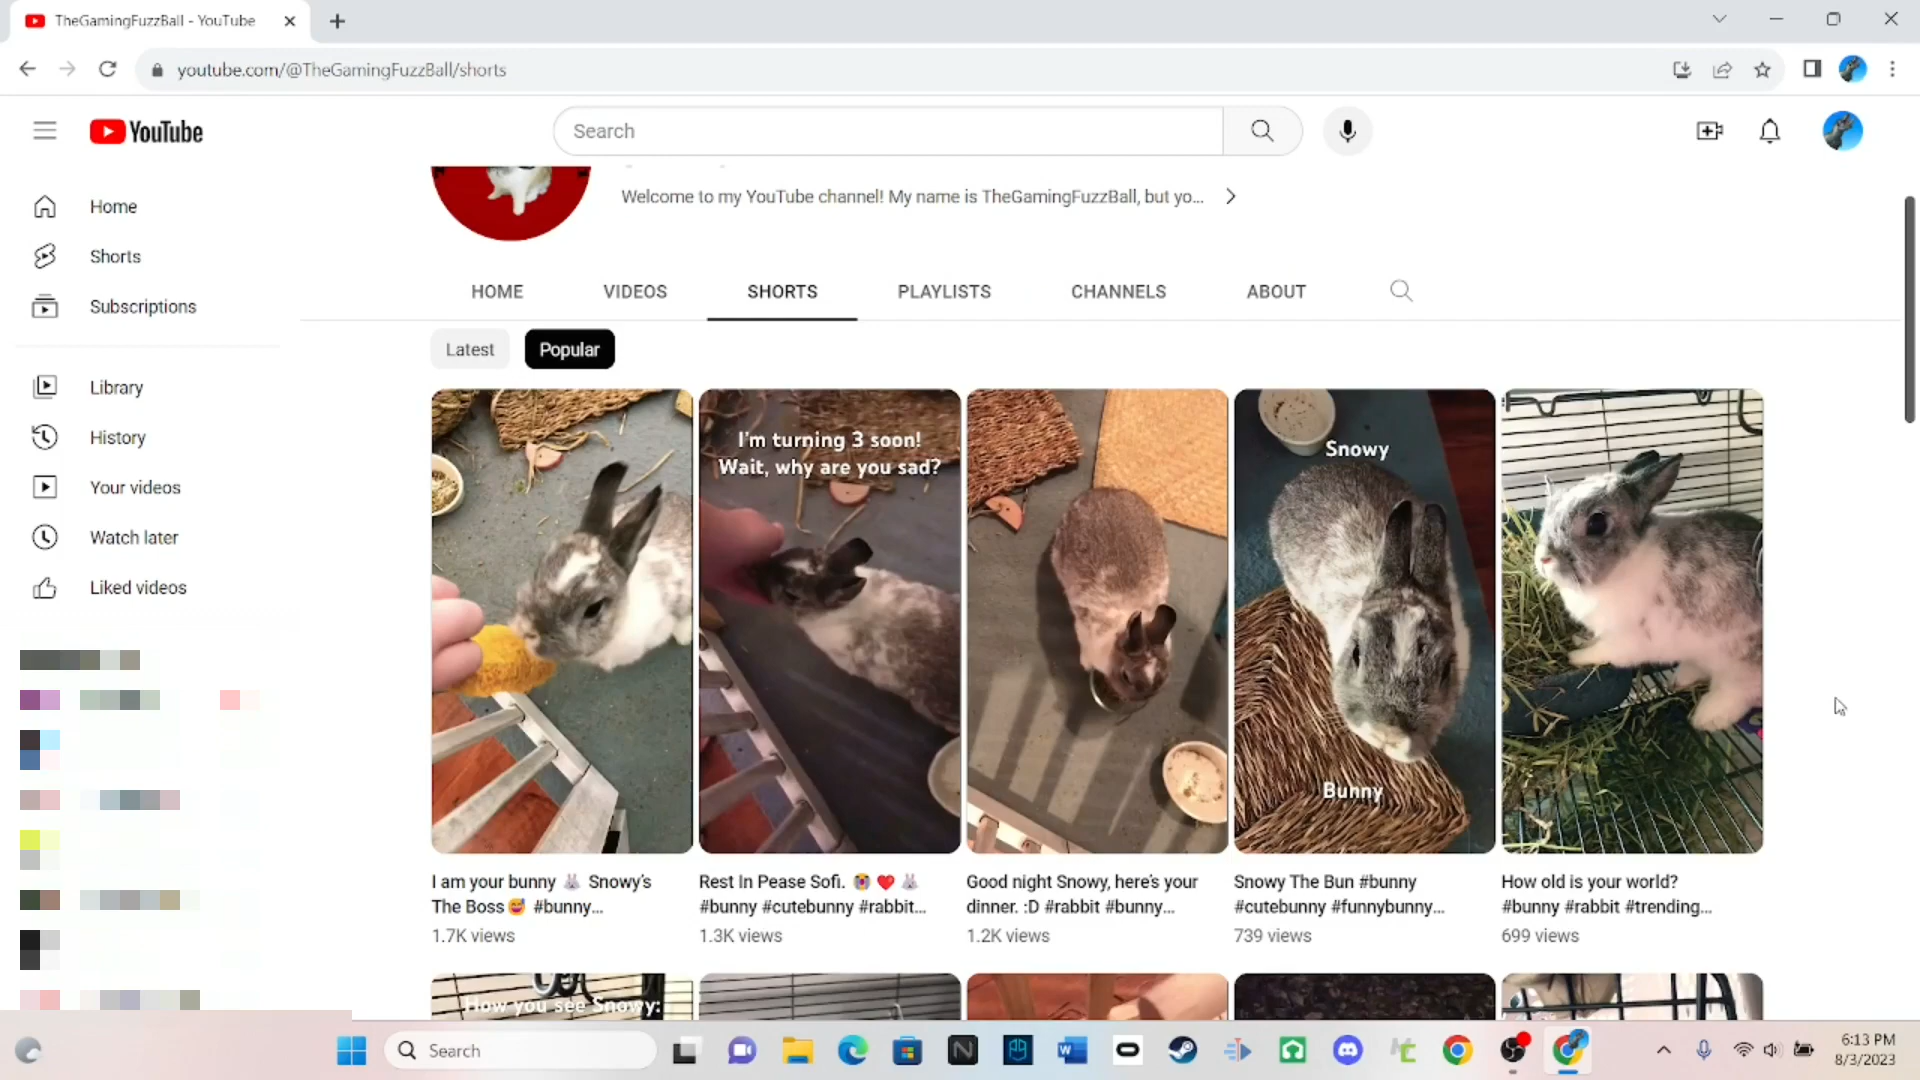 TheGamingFuzzBall - YouTube
youtube.com/@TheGamingFuzzBall/shorts
YouTube
Search
Welcome to my YouTube channel! My name is TheGamingFuzzBall, but yo...
Home
Shorts
Subscriptions
Library
History
Your videos
Watch later
Liked videos
HOME VIDEOS SHORTS PLAYLISTS CHANNELS ABOUT
Latest Popular
I'm turning 3 soon!
Wait, why are you sad?
Snowy
Bunny
I am your bunny 🐰 Snowy's
The Boss😅 #bunny...
1.7K views
Rest In Pease Sofi. 😭 ❤️ 🐰
#bunny #cutebunny #rabbit...
1.3K views
Good night Snowy, here's your
dinner. :D #rabbit #bunny...
1.2K views
Snowy The Bun #bunny
#cutebunny #funnybunny...
739 views
How old is your world?
#bunny #rabbit #trending...
699 views
How you see Snowy:
Search
6:13 PM
8/3/2023